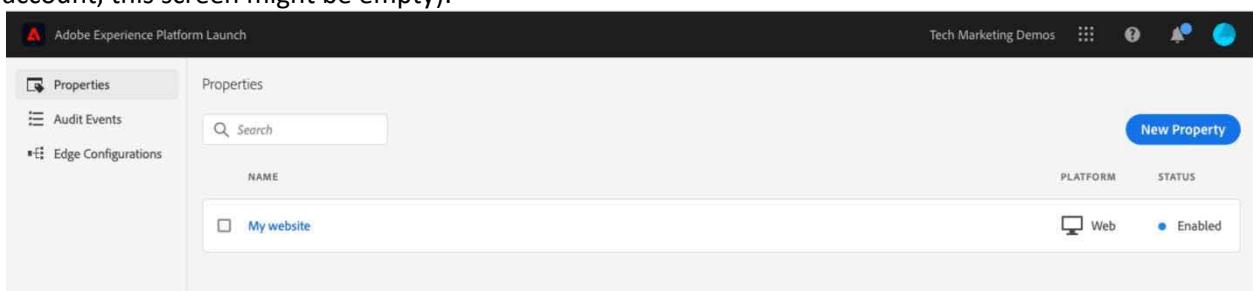 account, this screen might be empty).
Adobe Experience Platform Launch Tech Marketing Demos
Properties
Audit Events
Edge Configurations
Properties
Search
New Property
NAME PLATFORM STATUS
My website Web Enabled